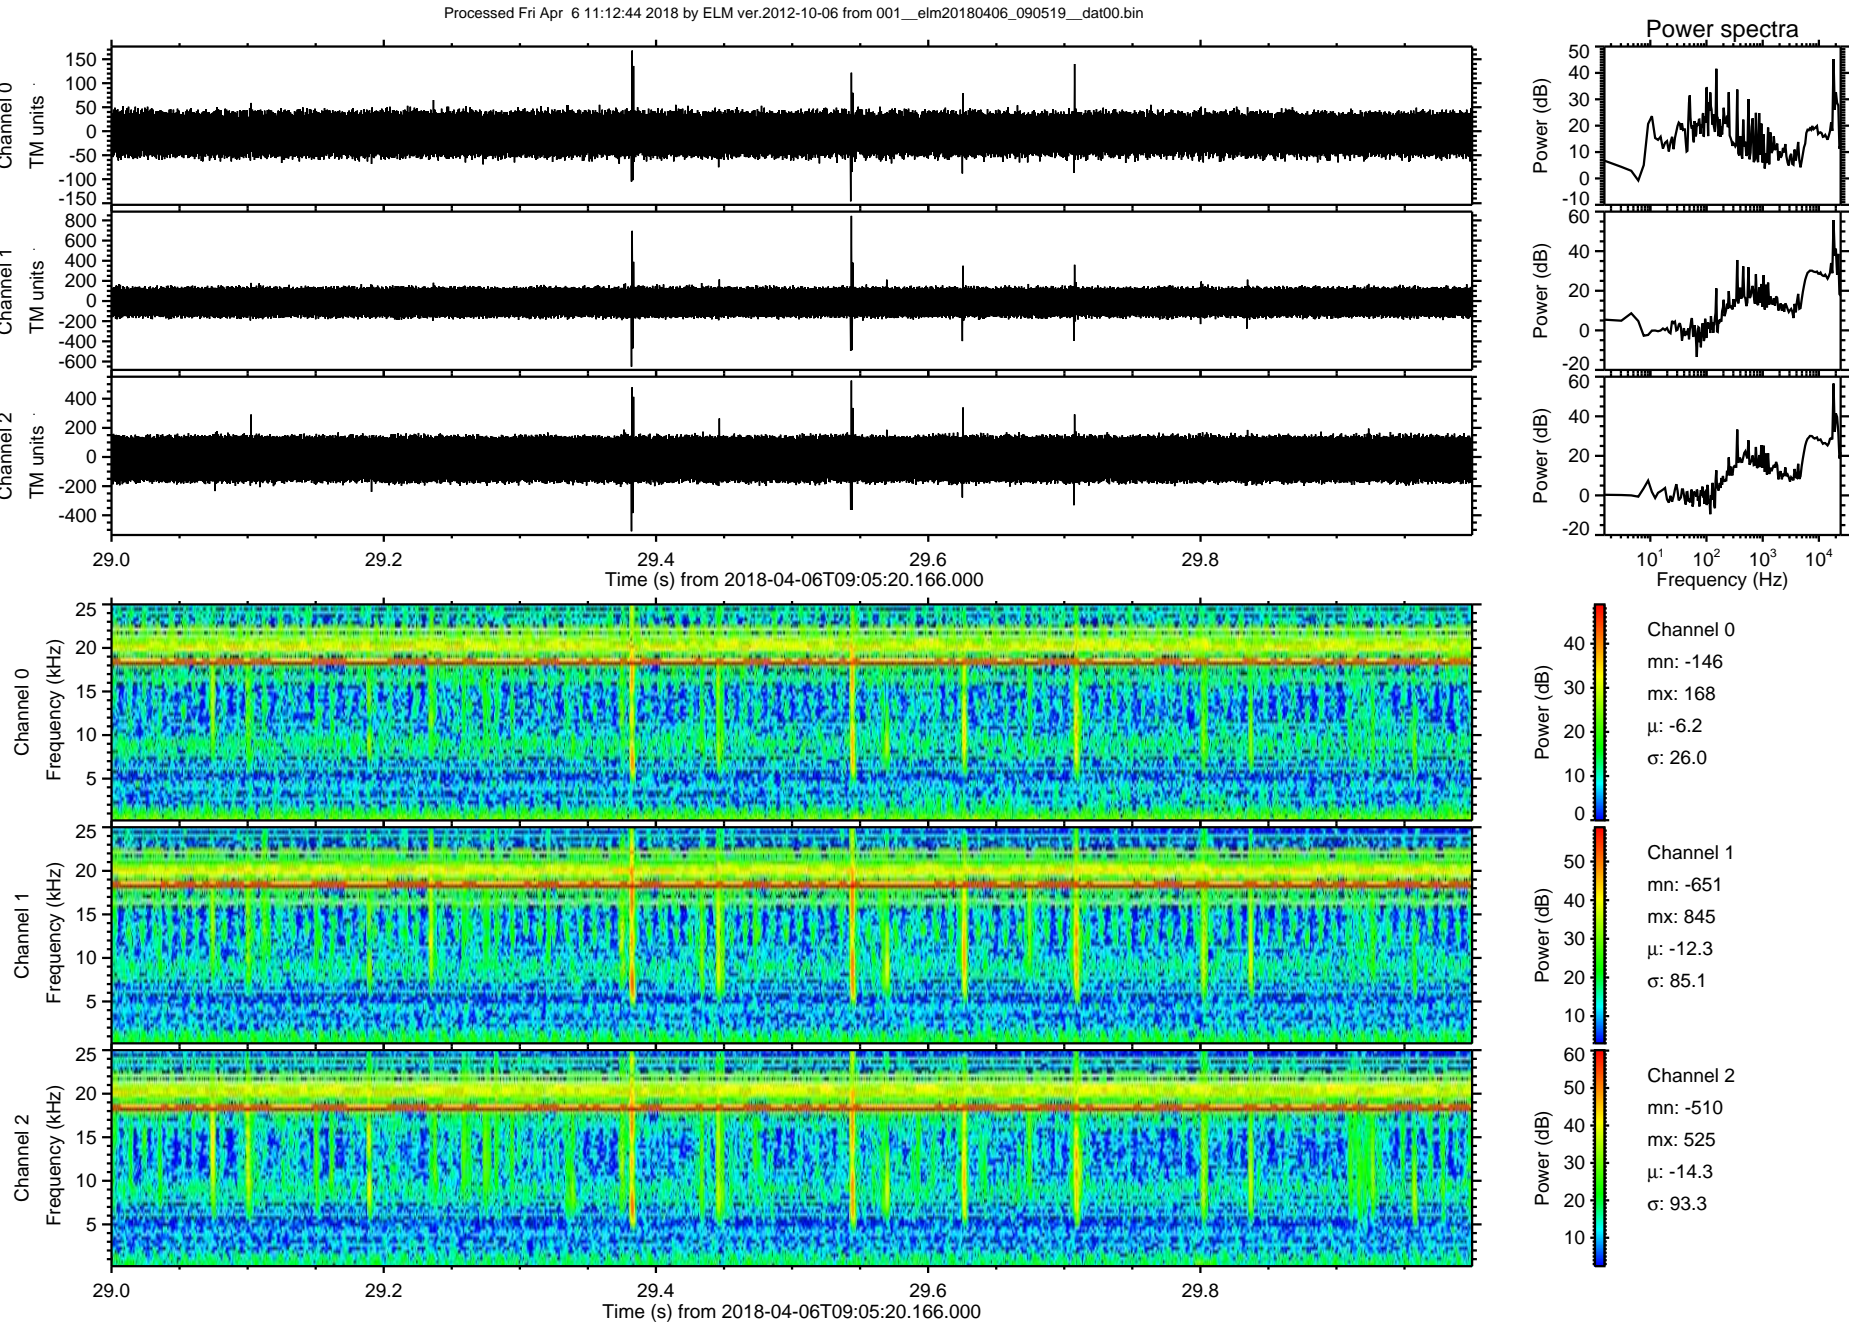 Processed Fri Apr  6 11:12:44 2018 by ELM ver.2012-10-06 from 001__elm20180406_090519__dat00.bin
Power spectra
Channel 0
TM units
150
100
50
0
-50
-100
-150
Power (dB)
50
40
30
20
10
0
-10
Channel 1
TM units
800
600
400
200
0
-200
-400
-600
Power (dB)
60
40
20
0
-20
Channel 2
TM units
400
200
0
-200
-400
Power (dB)
60
40
20
0
-20
29.0 29.2 29.4 29.6 29.8
Time (s) from 2018-04-06T09:05:20.166.000
10¹ 10² 10³ 10⁴
Frequency (Hz)
Channel 0
Frequency (kHz)
25
20
15
10
5
Power (dB)
40
30
20
10
0
Channel 0
mn: -146
mx: 168
µ: -6.2
σ: 26.0
Channel 1
Frequency (kHz)
25
20
15
10
5
Power (dB)
50
40
30
20
10
Channel 1
mn: -651
mx: 845
µ: -12.3
σ: 85.1
Channel 2
Frequency (kHz)
25
20
15
10
5
Power (dB)
60
50
40
30
20
10
Channel 2
mn: -510
mx: 525
µ: -14.3
σ: 93.3
29.0 29.2 29.4 29.6 29.8
Time (s) from 2018-04-06T09:05:20.166.000